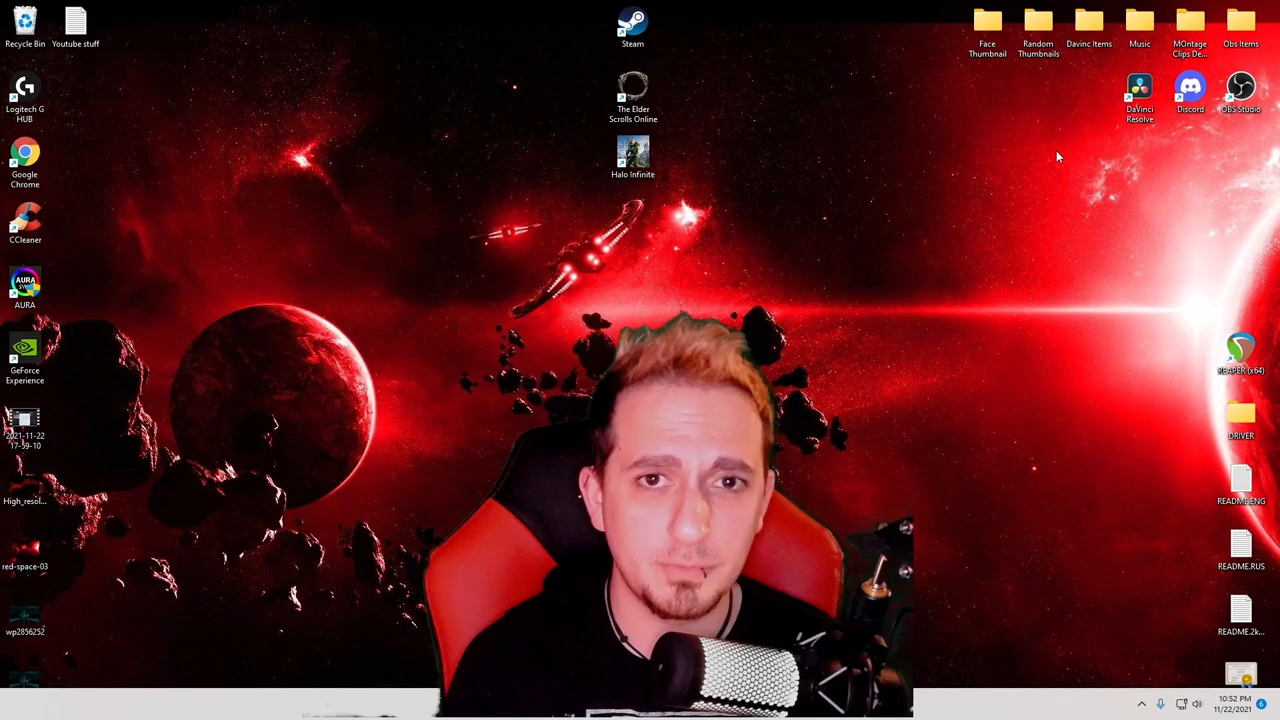 Recycle Bin
Youtube stuff
Logitech G
HUB
Google
Chrome
CCleaner
AURA
AURA
GeForce
Experience
2021-11-22
17-59-10
High_resol...
red-space-03
wp2856252
Steam
The Elder
Scrolls Online
Halo Infinite
Face
Thumbnail
Random
Thumbnails
Davinc Items
Music
MOntage
Clips De...
Obs Items
DaVinci
Resolve
Discord
OBS Studio
REAPER (x64)
DRIVER
README.ENG
README.RUS
README.2k...
10:52 PM
11/22/2021
6